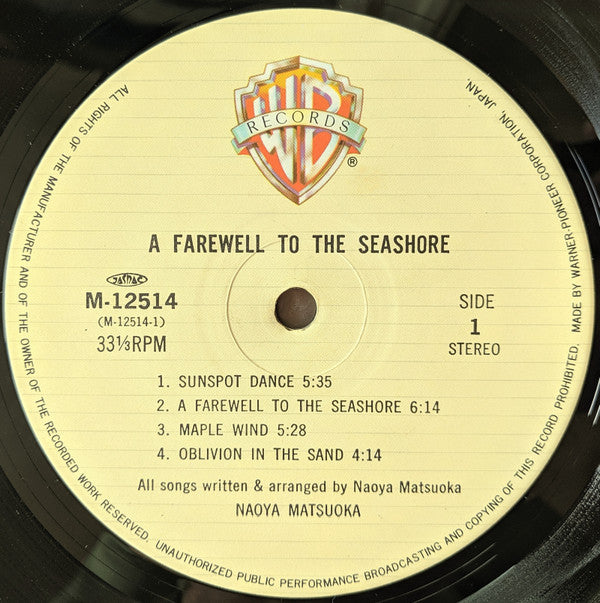 WB
RECORDS
®
A FAREWELL TO THE SEASHORE
JASRAC
M-12514
(M-12514-1)
33⅓RPM
SIDE
1
STEREO
1. SUNSPOT DANCE 5:35
2. A FAREWELL TO THE SEASHORE 6:14
3. MAPLE WIND 5:28
4. OBLIVION IN THE SAND 4:14
All songs written & arranged by Naoya Matsuoka
NAOYA MATSUOKA
ALL RIGHTS OF THE MANUFACTURER AND OF THE OWNER OF THE RECORDED WORK RESERVED. UNAUTHORIZED PUBLIC PERFORMANCE BROADCASTING AND COPYING OF THIS RECORD PROHIBITED. MADE BY WARNER-PIONEER CORPORATION, JAPAN.